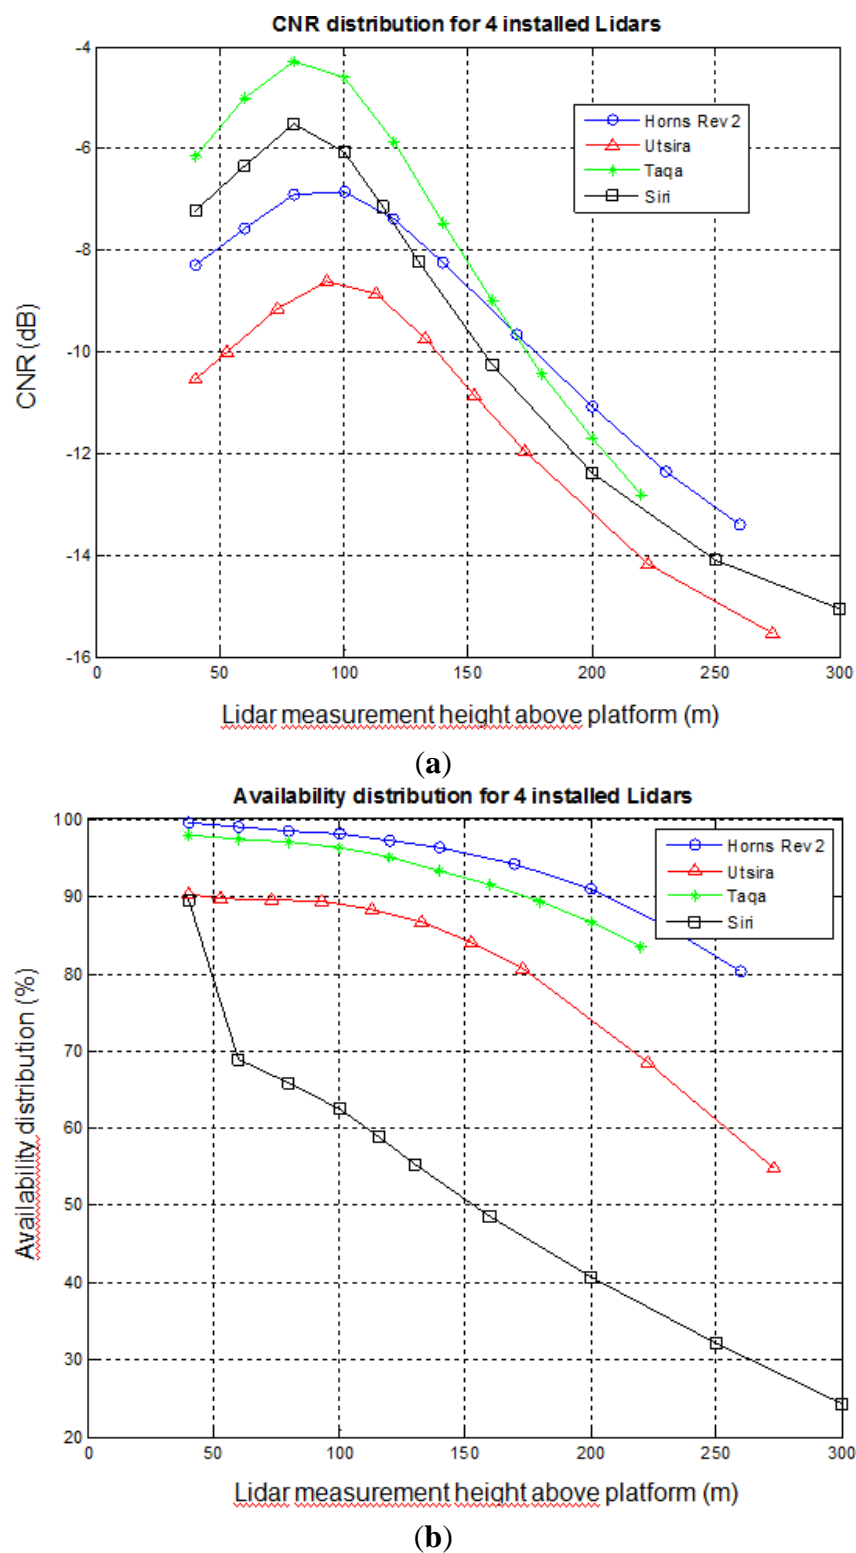 CNR distribution for 4 installed Lidars
-4
-6
-8
-10
-12
-14
-16
CNR (dB)
Horns Rev 2
Utsira
Taqa
Siri
0 50 100 150 200 250 300
Lidar measurement height above platform (m)
(a)
Availability distribution for 4 installed Lidars
100
90
80
70
60
50
40
30
20
Availability distribution (%)
Horns Rev 2
Utsira
Taqa
Siri
0 50 100 150 200 250 300
Lidar measurement height above platform (m)
(b)